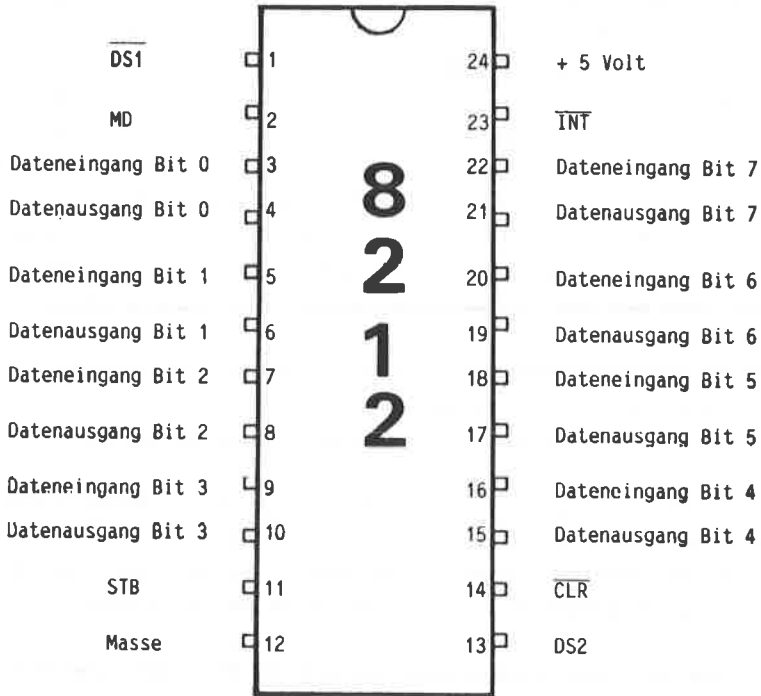 DS1 1 24 + 5 Volt
MD 2 23 INT
Dateneingang Bit 0 3 22 Dateneingang Bit 7
Datenausgang Bit 0 4 21 Datenausgang Bit 7
Dateneingang Bit 1 5 20 Dateneingang Bit 6
Datenausgang Bit 1 6 19 Datenausgang Bit 6
Dateneingang Bit 2 7 18 Dateneingang Bit 5
Datenausgang Bit 2 8 17 Datenausgang Bit 5
Dateneingang Bit 3 9 16 Dateneingang Bit 4
Datenausgang Bit 3 10 15 Datenausgang Bit 4
STB 11 14 CLR
Masse 12 13 DS2
8
2
1
2